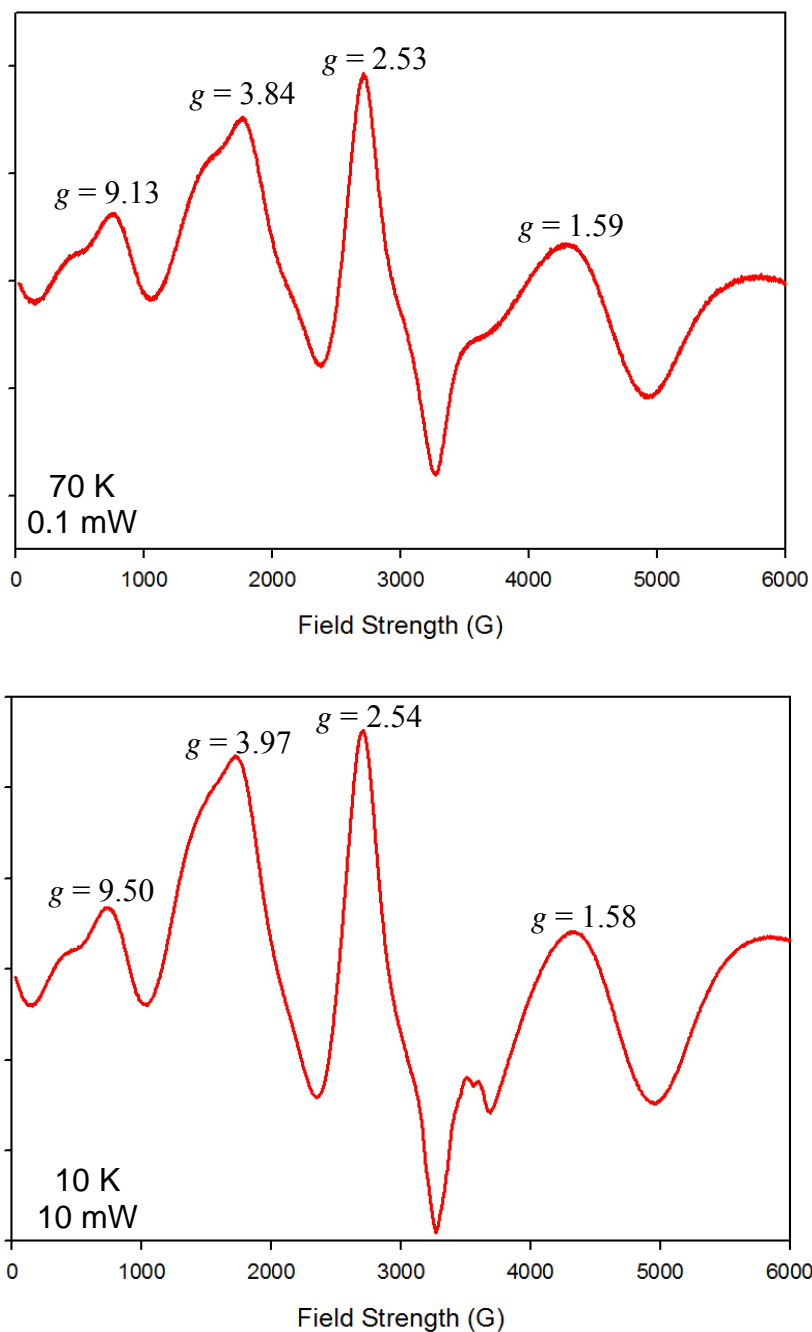 g = 2.53
g = 3.84
g = 9.13
g = 1.59
70 K
0.1 mW
0 1000 2000 3000 4000 5000 6000
Field Strength (G)
g = 2.54
g = 3.97
g = 9.50
g = 1.58
10 K
10 mW
0 1000 2000 3000 4000 5000 6000
Field Strength (G)